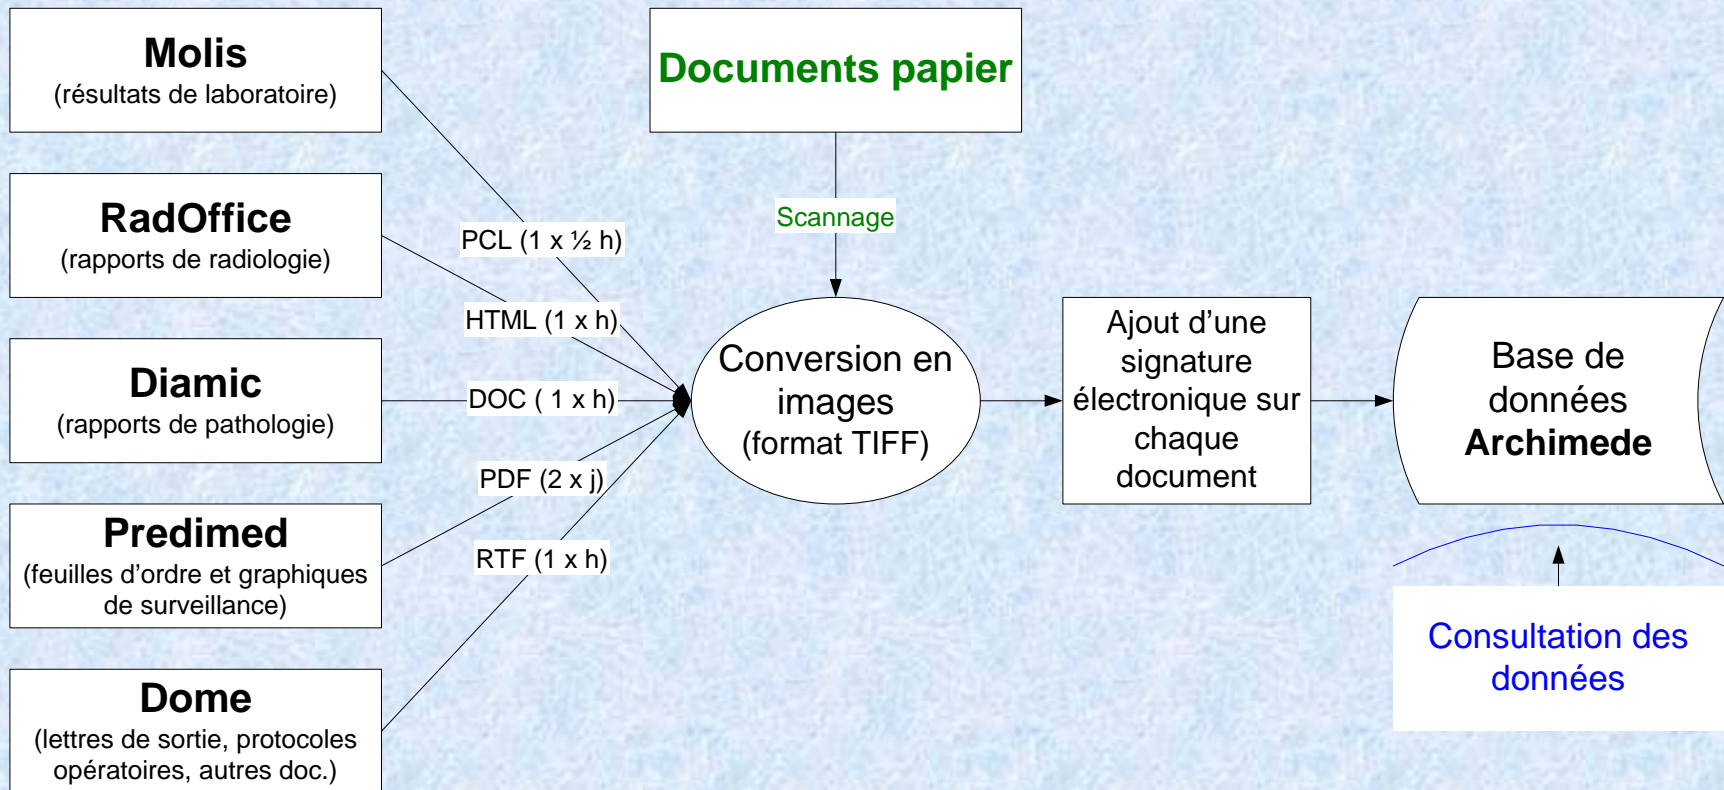 Molis
(résultats de laboratoire)
RadOffice
(rapports de radiologie)
Diamic
(rapports de pathologie)
Predimed
(feuilles d’ordre et graphiques
de surveillance)
Dome
(lettres de sortie, protocoles
opératoires, autres doc.)
PCL (1 x ½ h)
HTML (1 x h)
DOC ( 1 x h)
PDF (2 x j)
RTF (1 x h)
Documents papier
Scannage
Conversion en
images
(format TIFF)
Ajout d’une
signature
électronique sur
chaque
document
Base de
données
Archimede
Consultation des
données